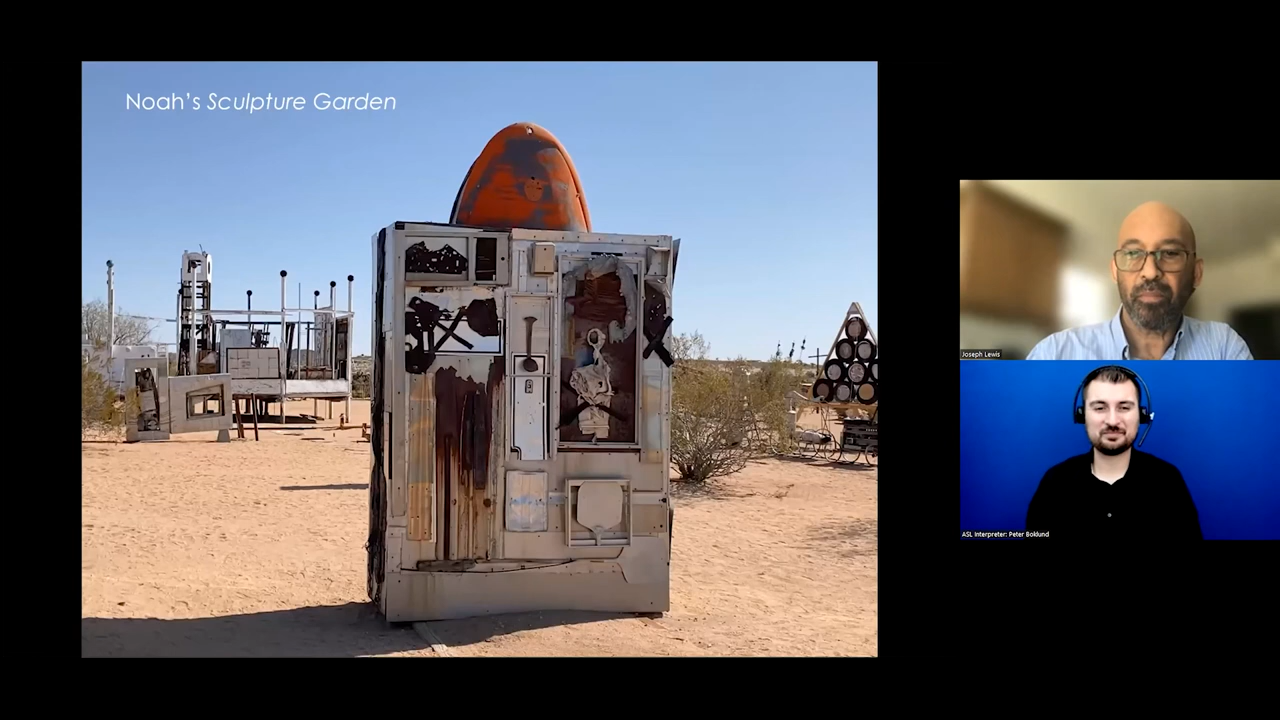 Noah's Sculpture Garden
Joseph Lewis
ASL Interpreter: Peter Boklund